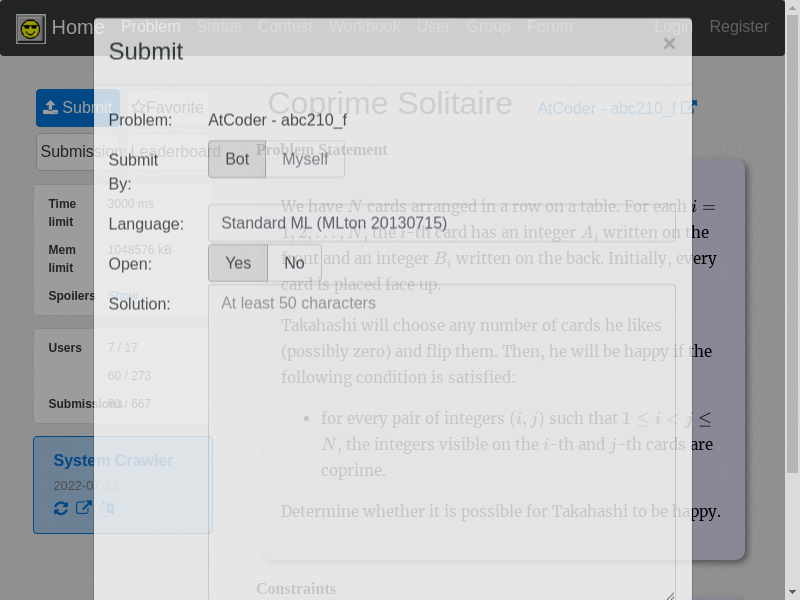 Home Problem Status Contest Workbook User Group Forum Login Register
Submit ×
Submit Favorite
Coprime Solitaire AtCoder - abc210_f
Problem: AtCoder - abc210_f
Submission Leaderboard
Problem Statement
Submit By: Bot Myself
Time limit 3000 ms
Mem limit 1048576 kB
Spoilers Show
Language: Standard ML (MLton 20130715)
Open: Yes No
Solution: At least 50 characters
We have N cards arranged in a row on a table. For each i =
1, 2, . . . , N, the i-th card has an integer A_i written on the
front and an integer B_i written on the back. Initially, every
card is placed face up.
Takahashi will choose any number of cards he likes
(possibly zero) and flip them. Then, he will be happy if the
following condition is satisfied:
• for every pair of integers (i, j) such that 1 ≤ i < j ≤
N, the integers visible on the i-th and j-th cards are
coprime.
Determine whether it is possible for Takahashi to be happy.
Users 7 / 17
60 / 273
Submissions / 667
System Crawler
2022-07-23
Constraints